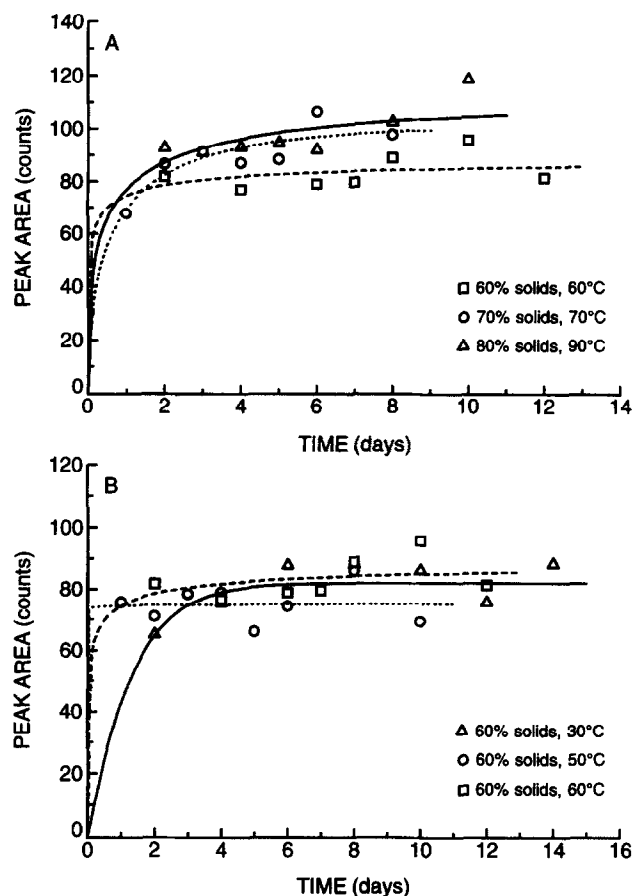 A
140
120
100
80
60
40
20
0
PEAK AREA (counts)
□ 60% solids, 60°C
○ 70% solids, 70°C
△ 80% solids, 90°C
0 2 4 6 8 10 12 14
TIME (days)
B
120
100
80
60
40
20
0
PEAK AREA (counts)
△ 60% solids, 30°C
○ 60% solids, 50°C
□ 60% solids, 60°C
0 2 4 6 8 10 12 14 16
TIME (days)